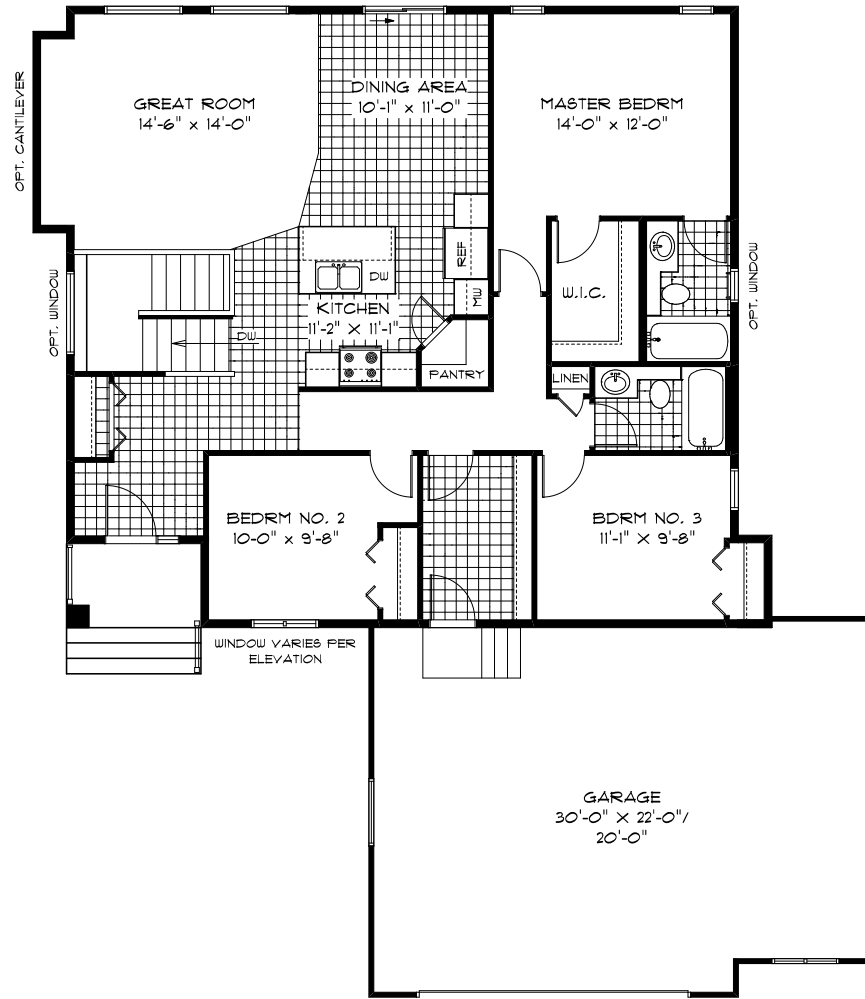 OPT. CANTILEVER
GREAT ROOM
14'-6" x 14'-0"
DINING AREA
10'-1" x 11'-0"
MASTER BEDRM
14'-0" x 12'-0"
REF
DW
MW
KITCHEN
11'-2" X 11'-1"
W.I.C.
OPT. WINDOW
OPT. WINDOW
DW
PANTRY
LINEN
BEDRM NO. 2
10-0" x 9'-8"
BDRM NO. 3
11'-1" X 9'-8"
WINDOW VARIES PER
ELEVATION
GARAGE
30'-0" X 22'-0"/
20'-0"